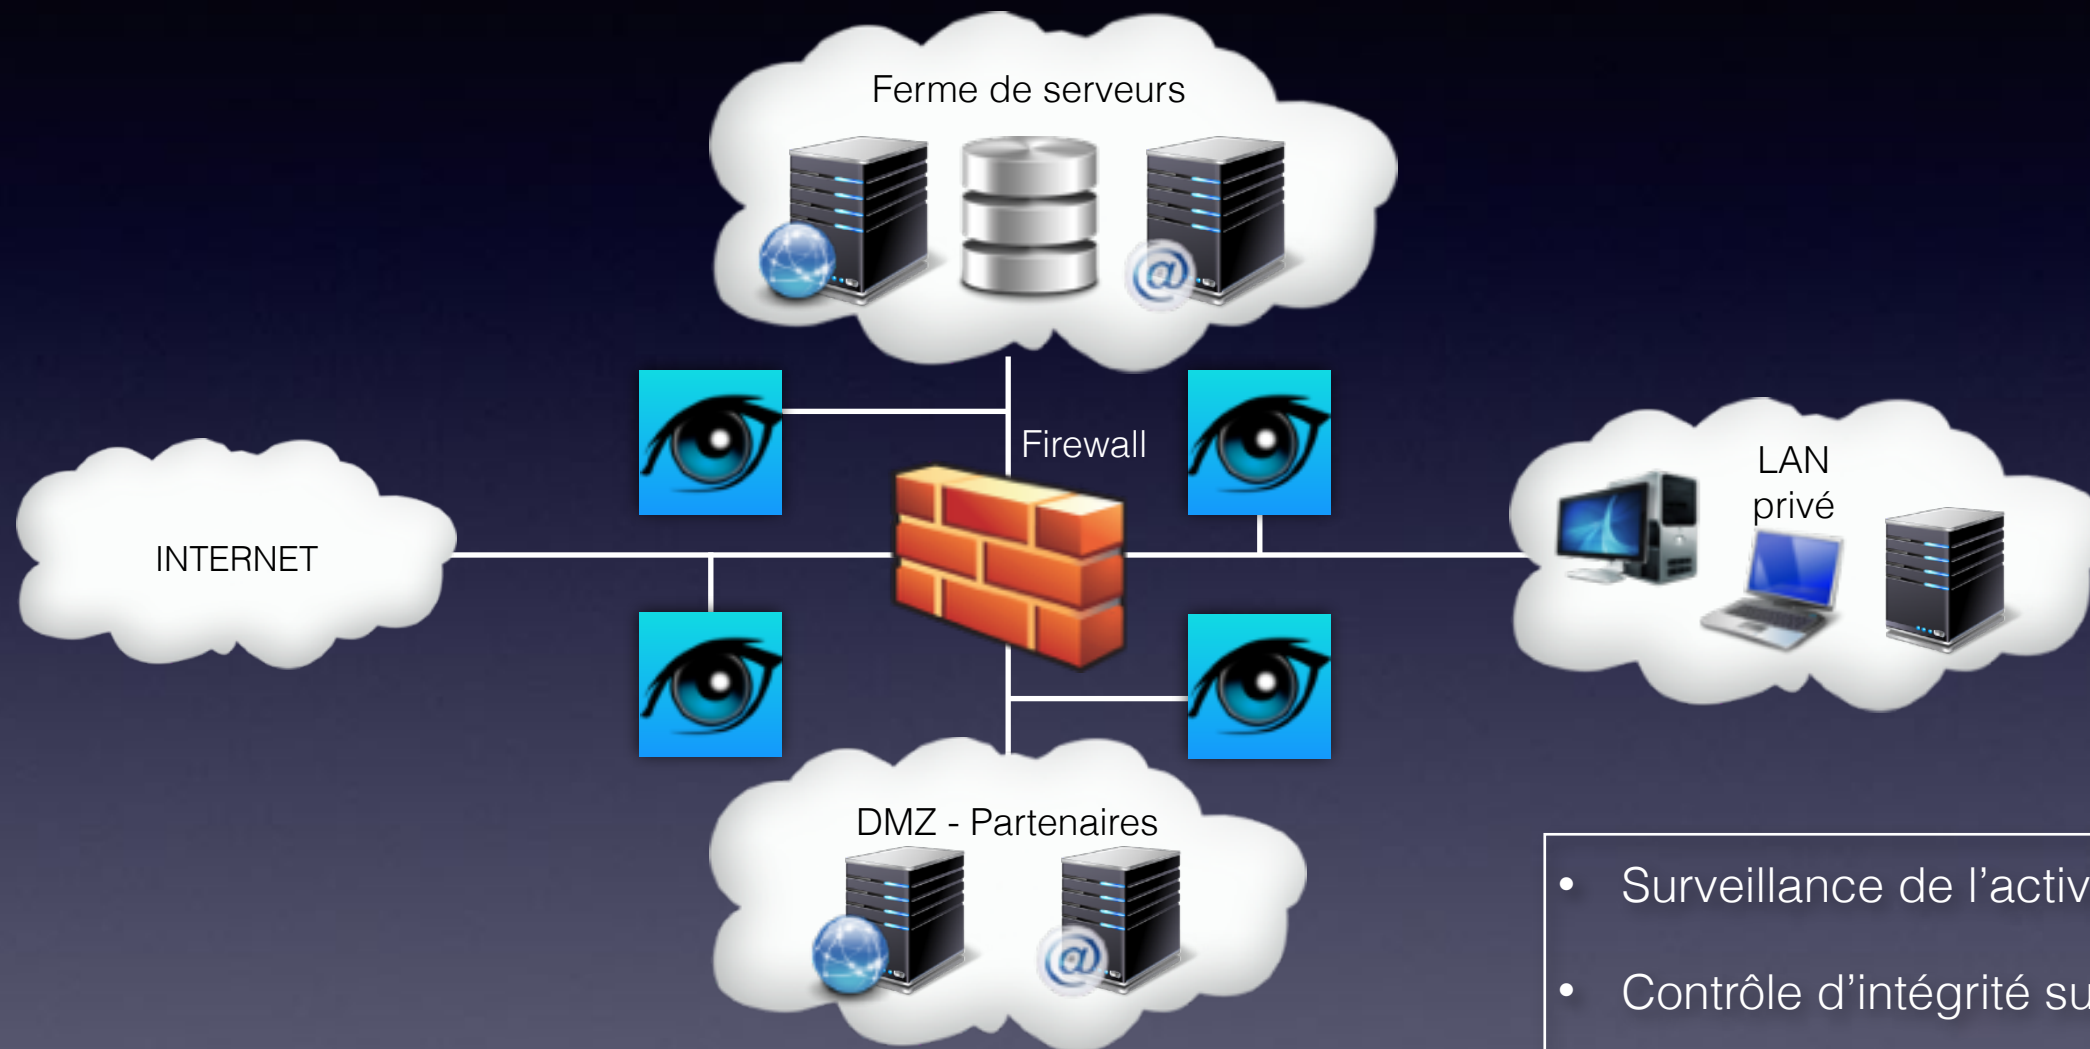 Ferme de serveurs
Firewall
LAN
privé
INTERNET
DMZ - Partenaires
• Surveillance de l’activ
• Contrôle d’intégrité su